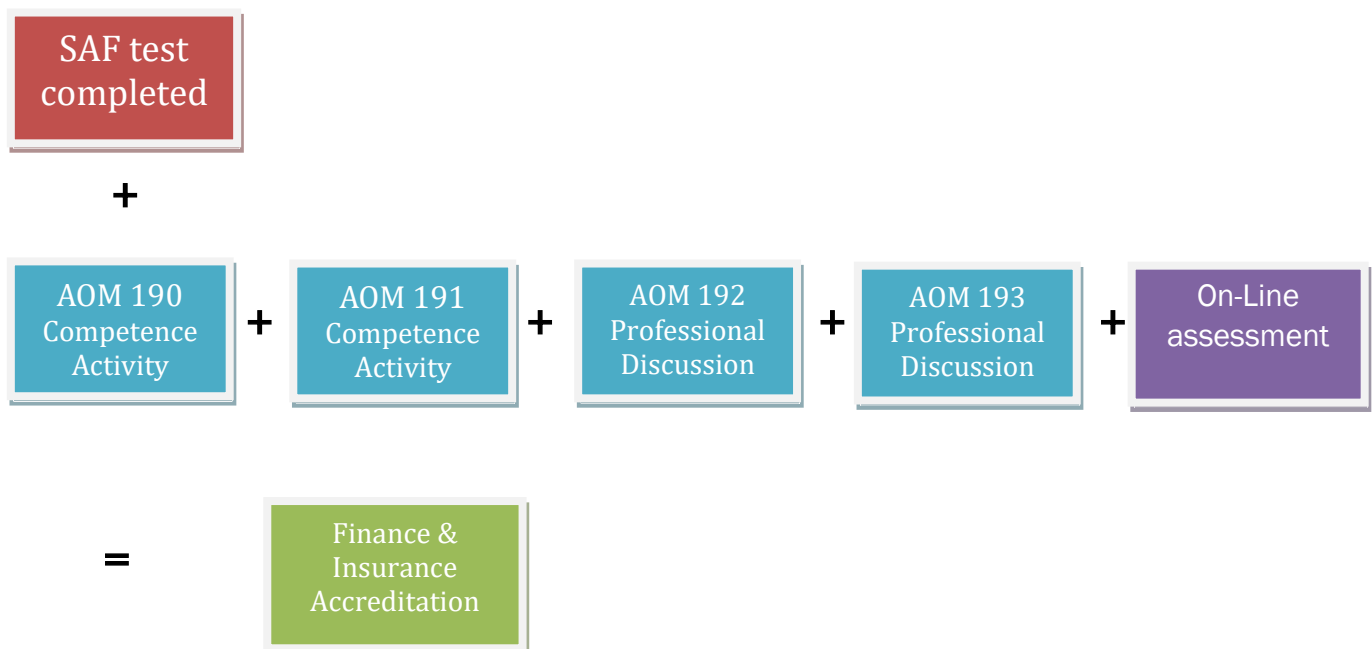 SAF test
completed
+
AOM 190
Competence
Activity
+
AOM 191
Competence
Activity
+
AOM 192
Professional
Discussion
+
AOM 193
Professional
Discussion
+
On-Line
assessment
=
Finance &
Insurance
Accreditation